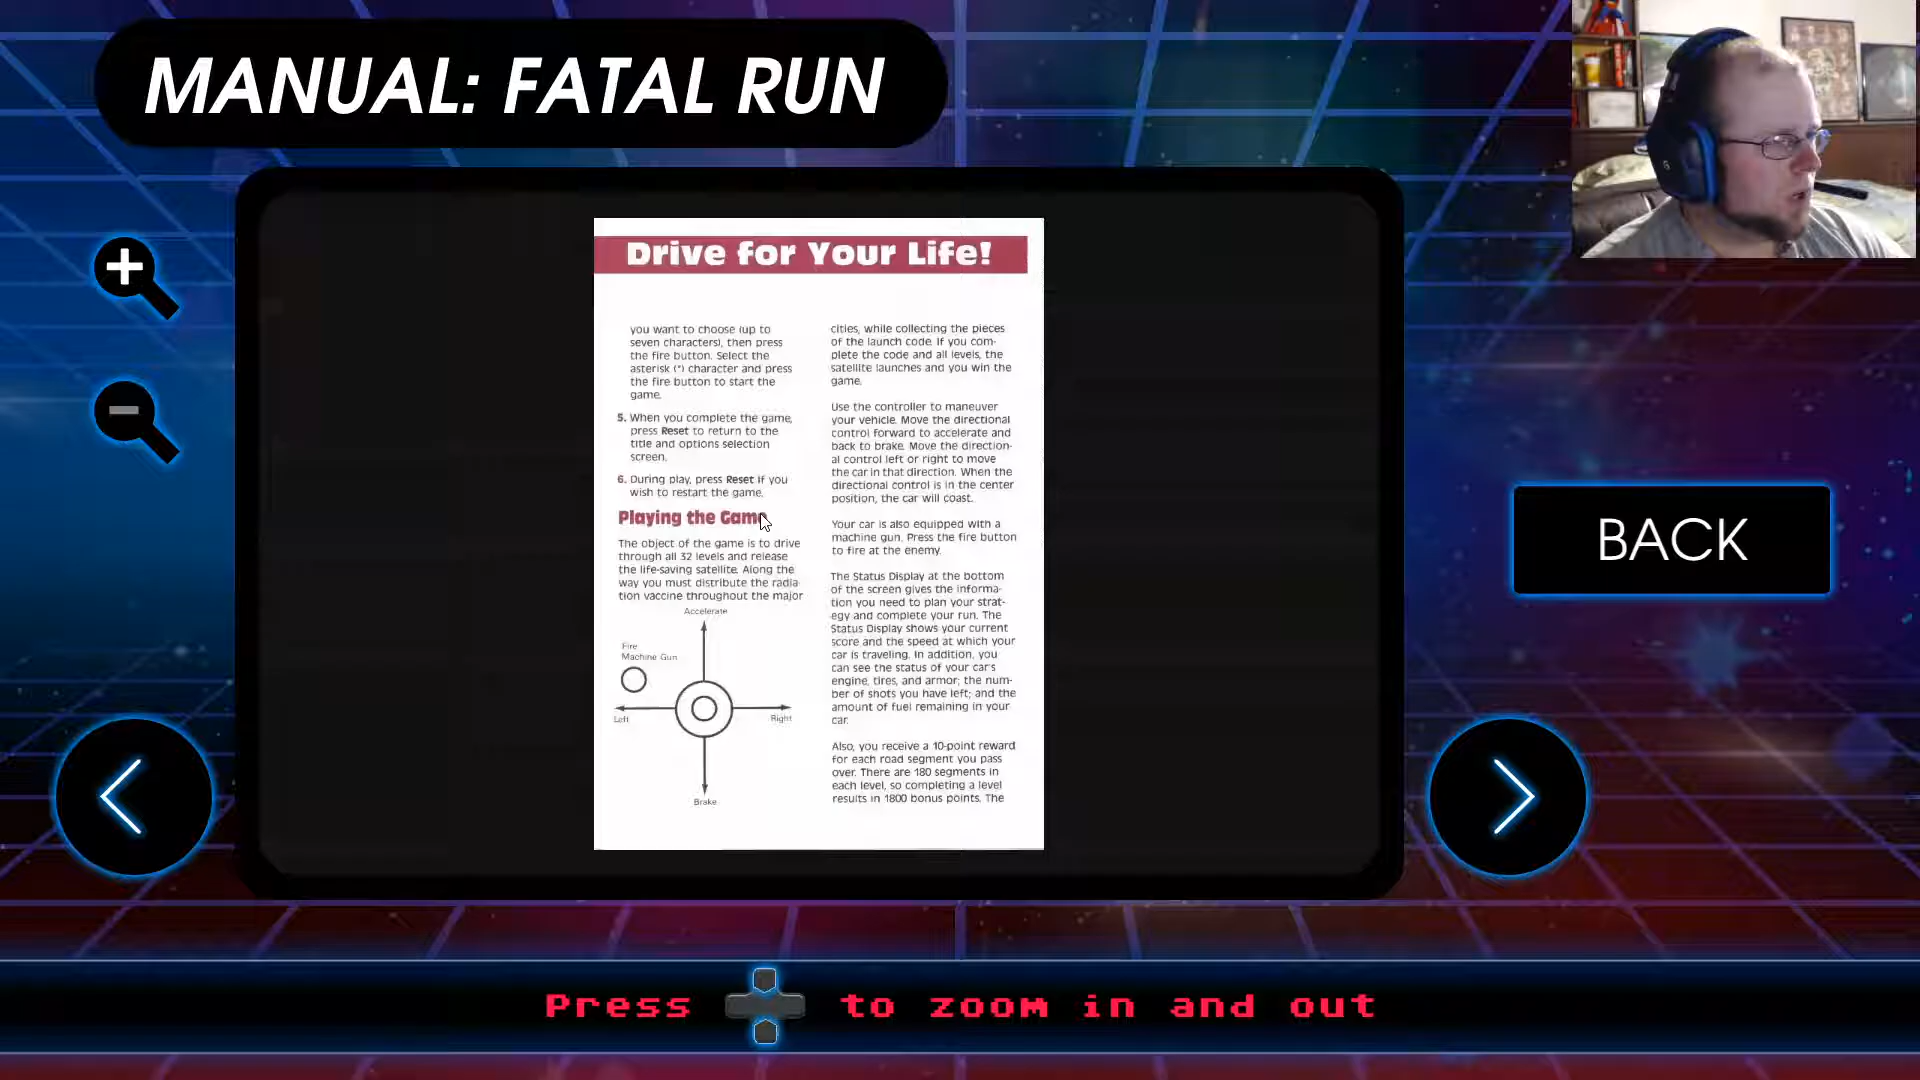 MANUAL: FATAL RUN
Drive for Your Life!
you want to choose (up to
seven characters), then press
the fire button. Select the
asterisk (*) character and press
the fire button to start the
game.
5. When you complete the game,
press Reset to return to the
title and options selection
screen.
6. During play, press Reset if you
wish to restart the game.
Playing the Game
The object of the game is to drive
through all 32 levels and release
the life-saving satellite. Along the
way you must distribute the radia-
tion vaccine throughout the major
Accelerate
Fire
Machine Gun
Left
Right
Brake
cities, while collecting the pieces
of the launch code. If you com-
plete the code and all levels, the
satellite launches and you win the
game.
Use the controller to maneuver
your vehicle. Move the directional
control forward to accelerate and
back to brake. Move the direction-
al control left or right to move
the car in that direction. When the
directional control is in the center
position, the car will coast.
Your car is also equipped with a
machine gun. Press the fire button
to fire at the enemy.
The Status Display at the bottom
of the screen gives the informa-
tion you need to plan your strat-
egy and complete your run. The
Status Display shows your current
score and the speed at which your
car is traveling. In addition, you
can see the status of your car's
engine, tires, and armor; the num-
ber of shots you have left; and the
amount of fuel remaining in your
car.
Also, you receive a 10-point reward
for each road segment you pass
over. There are 180 segments in
each level, so completing a level
results in 1800 bonus points. The
BACK
Press to zoom in and out